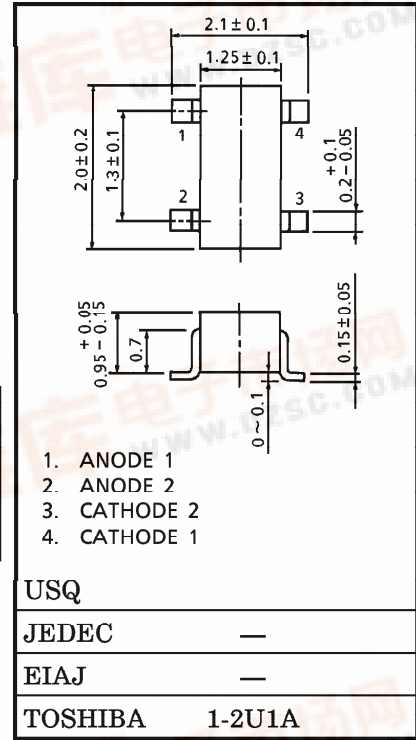 2.1±0.1
1.25±0.1
1
4
2
3
2.0±0.2
1.3±0.1
+0.1
0.2-0.05
+0.05
0.95-0.15
0.7
0.15±0.05
0~0.1
1. ANODE 1
2. ANODE 2
3. CATHODE 2
4. CATHODE 1
USQ
JEDEC —
EIAJ —
TOSHIBA 1-2U1A